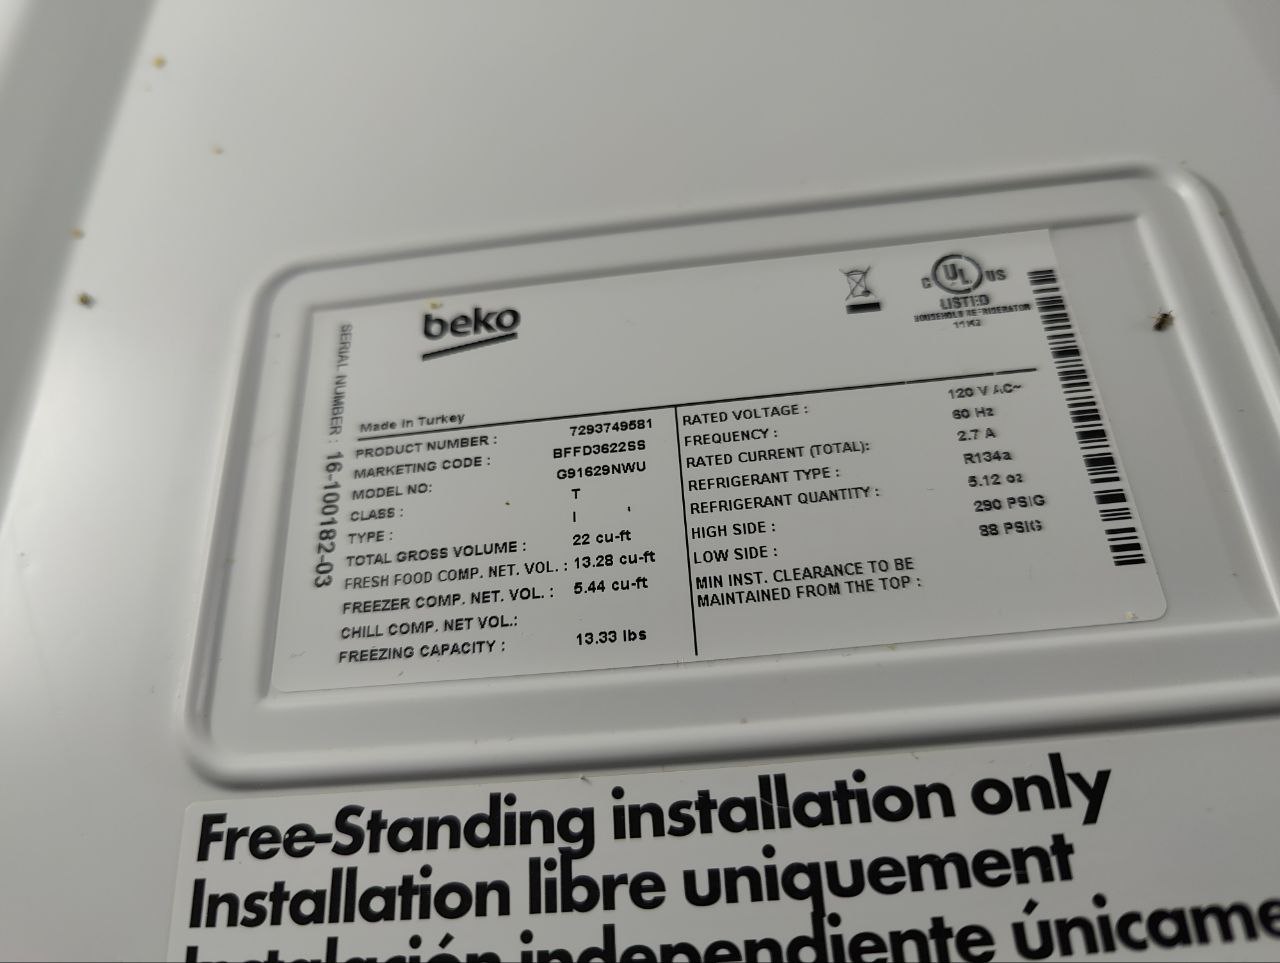 beko
C UL US
LISTED
HOUSEHOLD REFRIGERATOR
SERIAL NUMBER : 16-100182-03
Made in Turkey
PRODUCT NUMBER : 7293749581
MARKETING CODE : BFFD3622SS
MODEL NO: G91629NWU
CLASS : T
TYPE : I
TOTAL GROSS VOLUME : 22 cu-ft
FRESH FOOD COMP. NET. VOL. : 13.28 cu-ft
FREEZER COMP. NET. VOL. : 5.44 cu-ft
CHILL COMP. NET VOL.:
FREEZING CAPACITY : 13.33 lbs
RATED VOLTAGE : 120 V AC~
FREQUENCY : 60 Hz
RATED CURRENT (TOTAL): 2.7 A
REFRIGERANT TYPE : R134a
REFRIGERANT QUANTITY : 5.12 oz
HIGH SIDE : 290 PSIG
LOW SIDE : 88 PSIG
MIN INST. CLEARANCE TO BE
MAINTAINED FROM THE TOP :
Free-Standing installation only
Installation libre uniquement
Instalación independiente únicame